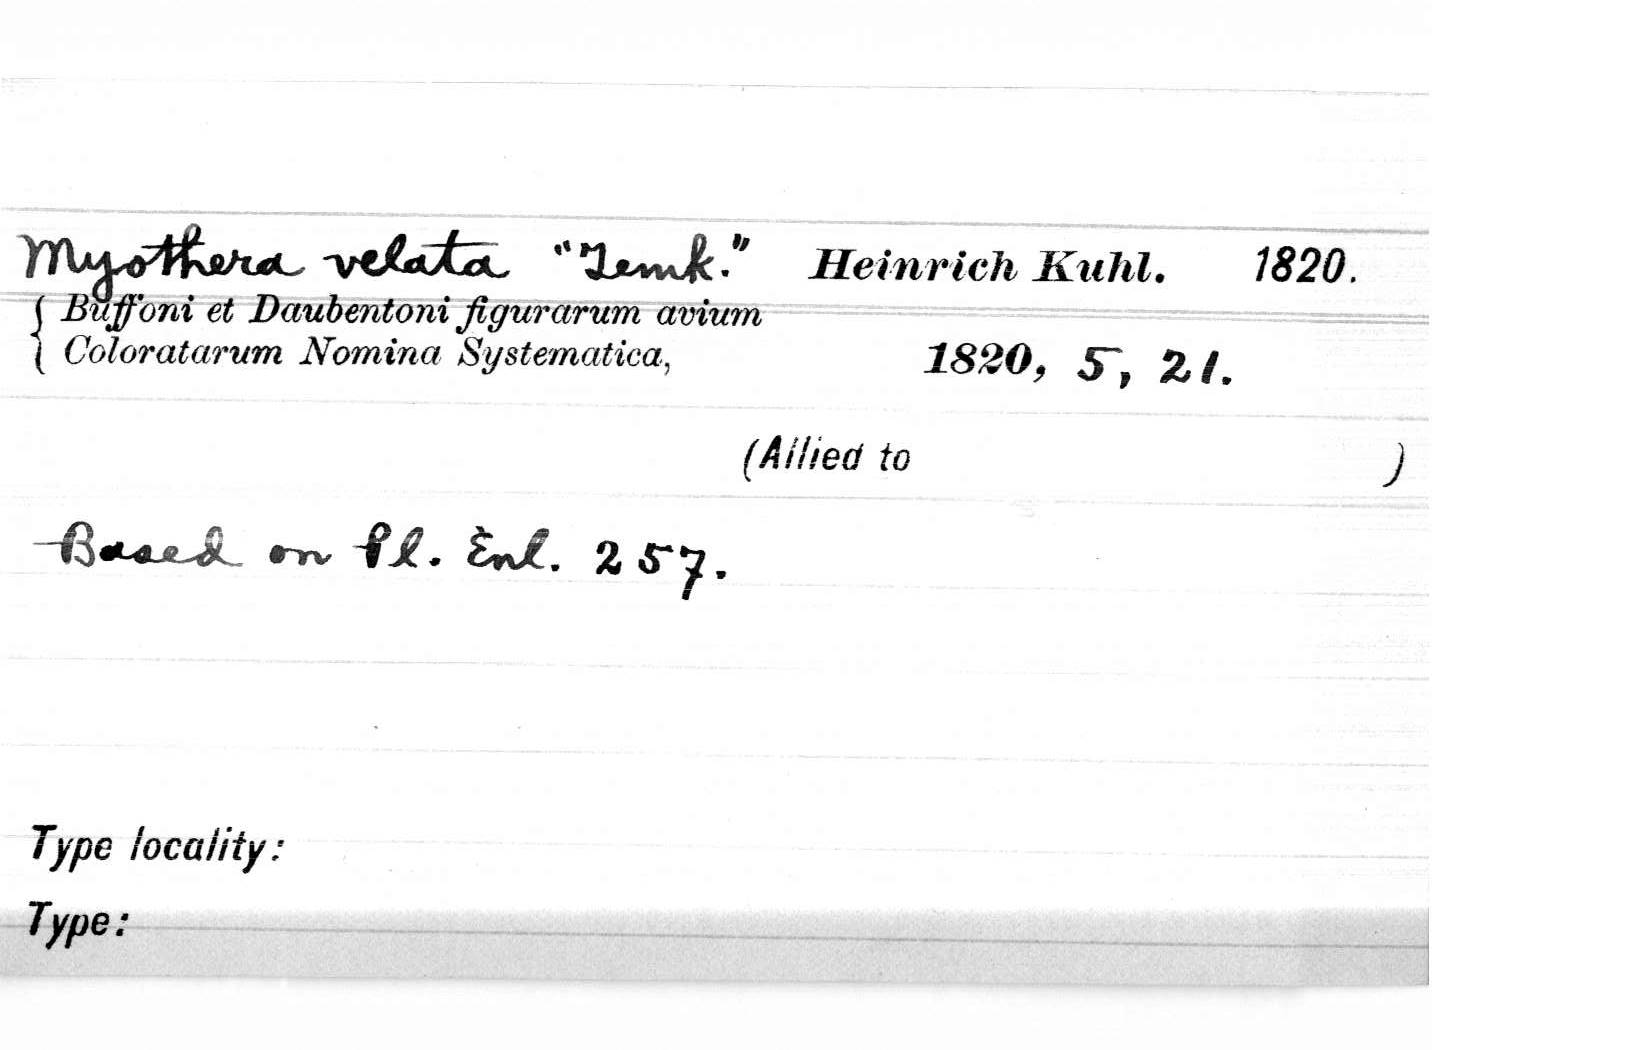 Myothera velata "Temk." Heinrich Kuhl. 1820.
{ Buffoni et Daubentoni figurarum avium
{ Coloratarum Nomina Systematica, 1820, 5, 21.
(Allied to )
Based on Pl. Enl. 257.
Type locality:
Type: